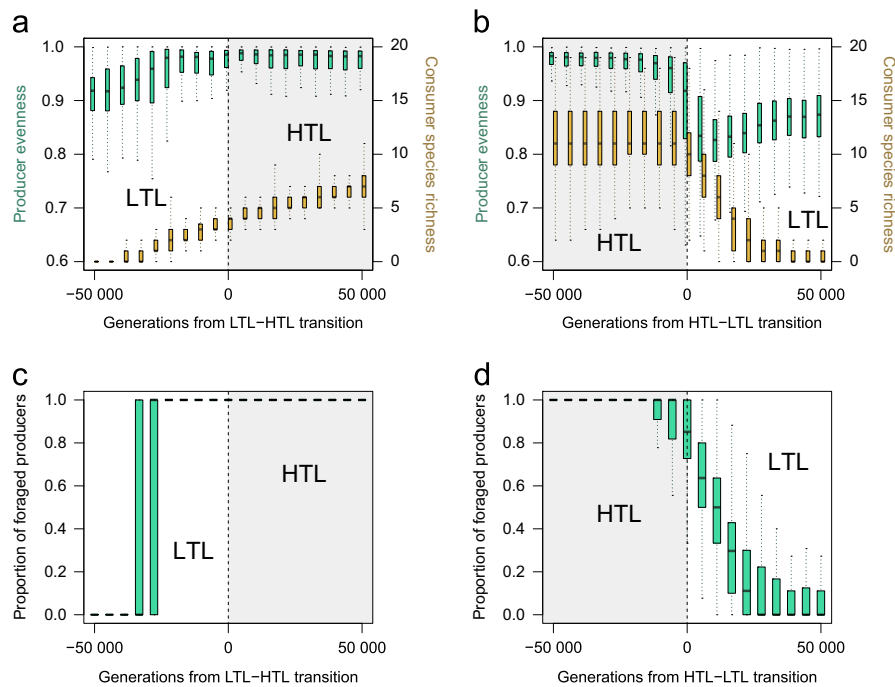 a
1.0
0.9
0.8
0.7
0.6
Producer evenness
LTL
HTL
20
15
10
5
0
Consumer species richness
−50 000
0
50 000
Generations from LTL−HTL transition
b
1.0
0.9
0.8
0.7
0.6
Producer evenness
HTL
LTL
20
15
10
5
0
Consumer species richness
−50 000
0
50 000
Generations from HTL−LTL transition
c
1.0
0.8
0.6
0.4
0.2
0.0
Proportion of foraged producers
HTL
LTL
−50 000
0
50 000
Generations from LTL−HTL transition
d
1.0
0.8
0.6
0.4
0.2
0.0
Proportion of foraged producers
LTL
HTL
−50 000
0
50 000
Generations from HTL−LTL transition